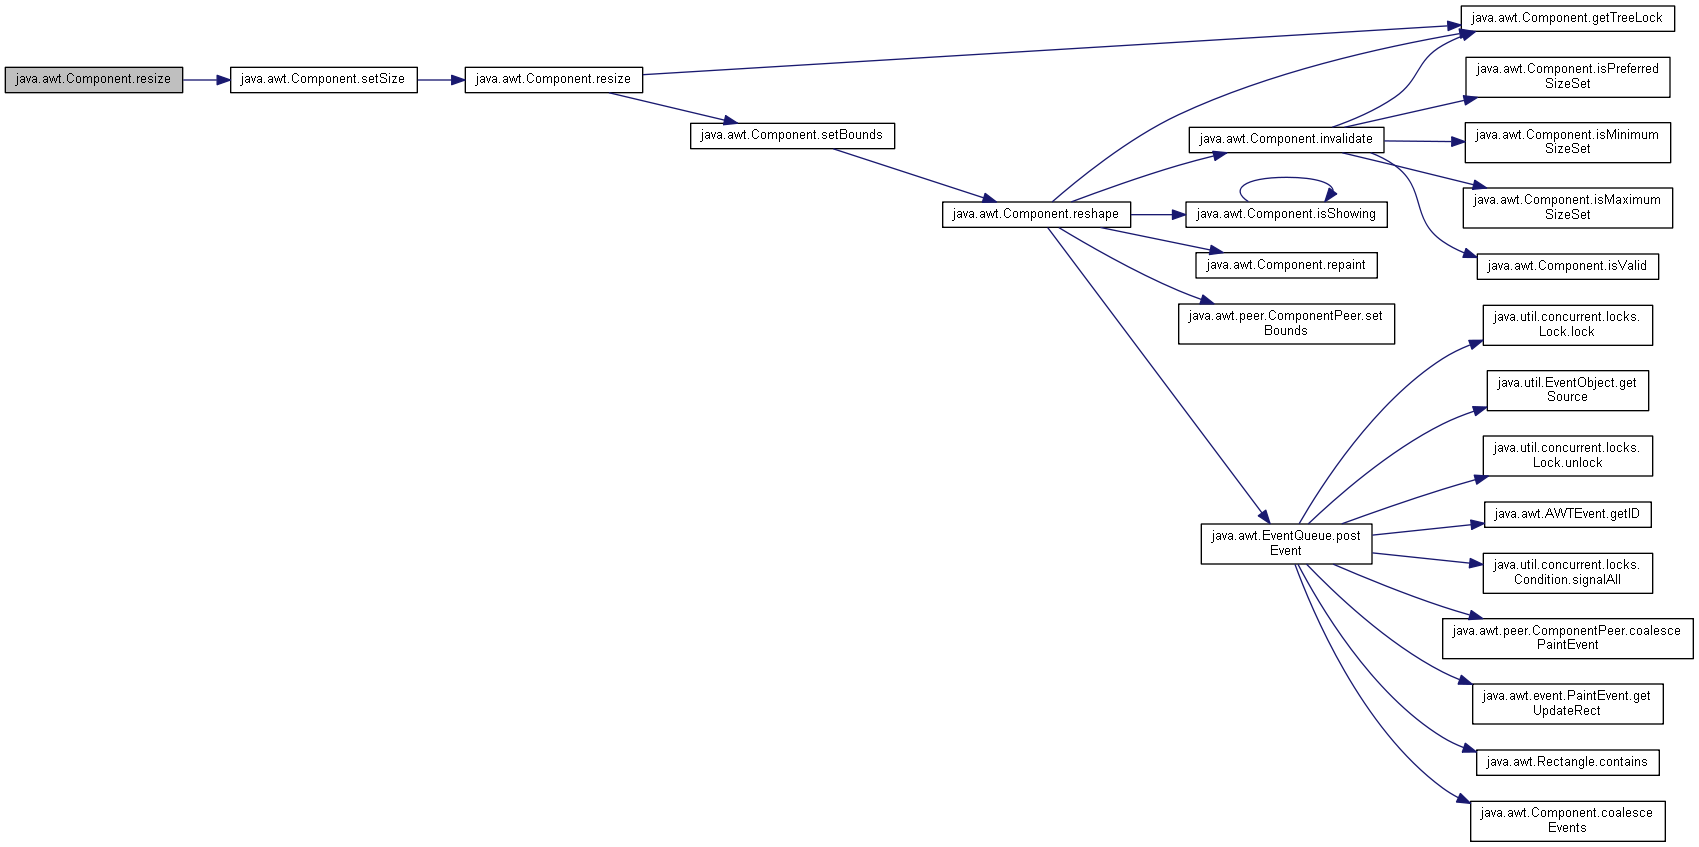 java.awt.Component.resize
java.awt.Component.setSize
java.awt.Component.resize
java.awt.Component.setBounds
java.awt.Component.reshape
java.awt.Component.invalidate
java.awt.Component.isShowing
java.awt.Component.repaint
java.awt.peer.ComponentPeer.set
Bounds
java.awt.EventQueue.post
Event
java.awt.Component.getTreeLock
java.awt.Component.isPreferred
SizeSet
java.awt.Component.isMinimum
SizeSet
java.awt.Component.isMaximum
SizeSet
java.awt.Component.isValid
java.util.concurrent.locks.
Lock.lock
java.util.EventObject.get
Source
java.util.concurrent.locks.
Lock.unlock
java.awt.AWTEvent.getID
java.util.concurrent.locks.
Condition.signalAll
java.awt.peer.ComponentPeer.coalesce
PaintEvent
java.awt.event.PaintEvent.get
UpdateRect
java.awt.Rectangle.contains
java.awt.Component.coalesce
Events